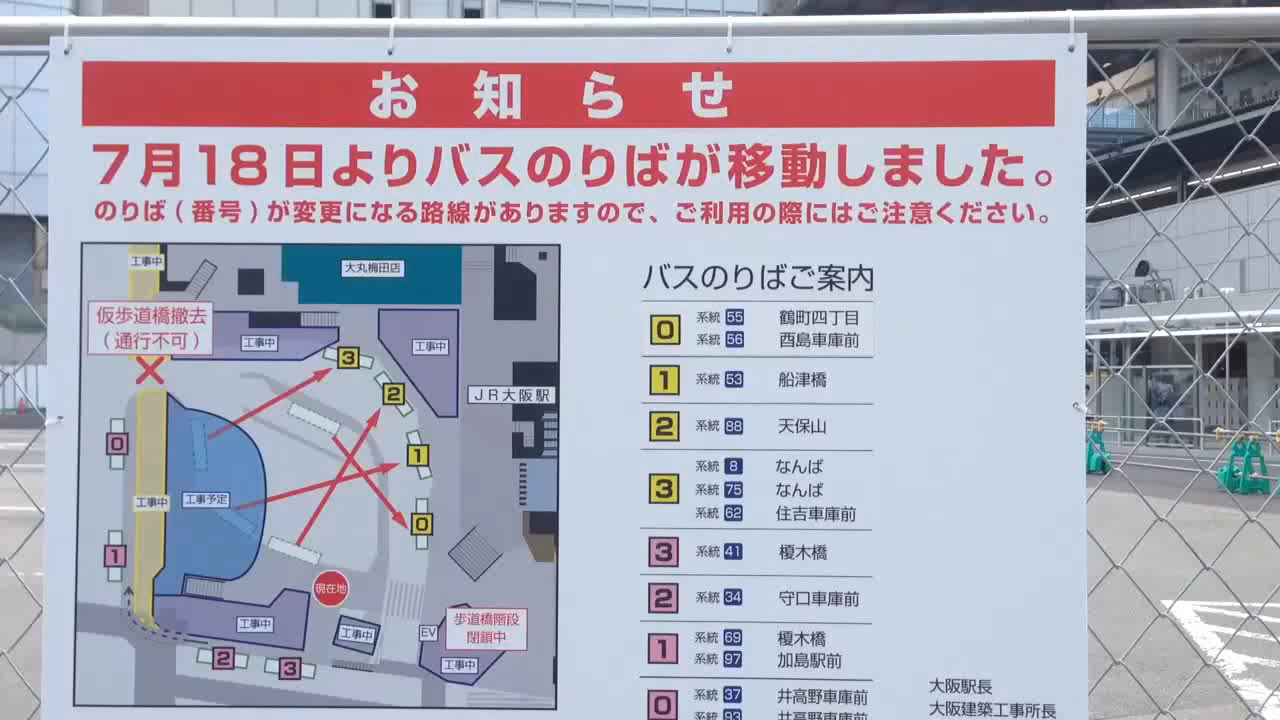 お知らせ
7月18日よりバスのりばが移動しました。
のりば(番号)が変更になる路線がありますので、ご利用の際にはご注意ください。
工事中
大丸梅田店
仮歩道橋撤去
(通行不可)
工事中
工事中
3
2
JR大阪駅
0
1
工事中
工事予定
0
1
現在地
工事中
工事中
EV
歩道橋階段
閉鎖中
工事中
2
3
バスのりばご案内
0 系統 55 鶴町四丁目
系統 56 酉島車庫前
1 系統 53 船津橋
2 系統 88 天保山
3 系統 8 なんば
系統 75 なんば
系統 62 住吉車庫前
3 系統 41 榎木橋
2 系統 34 守口車庫前
1 系統 69 榎木橋
系統 97 加島駅前
0 系統 37 井高野車庫前
系統 93 井高野車庫前
大阪駅長
大阪建築工事所長